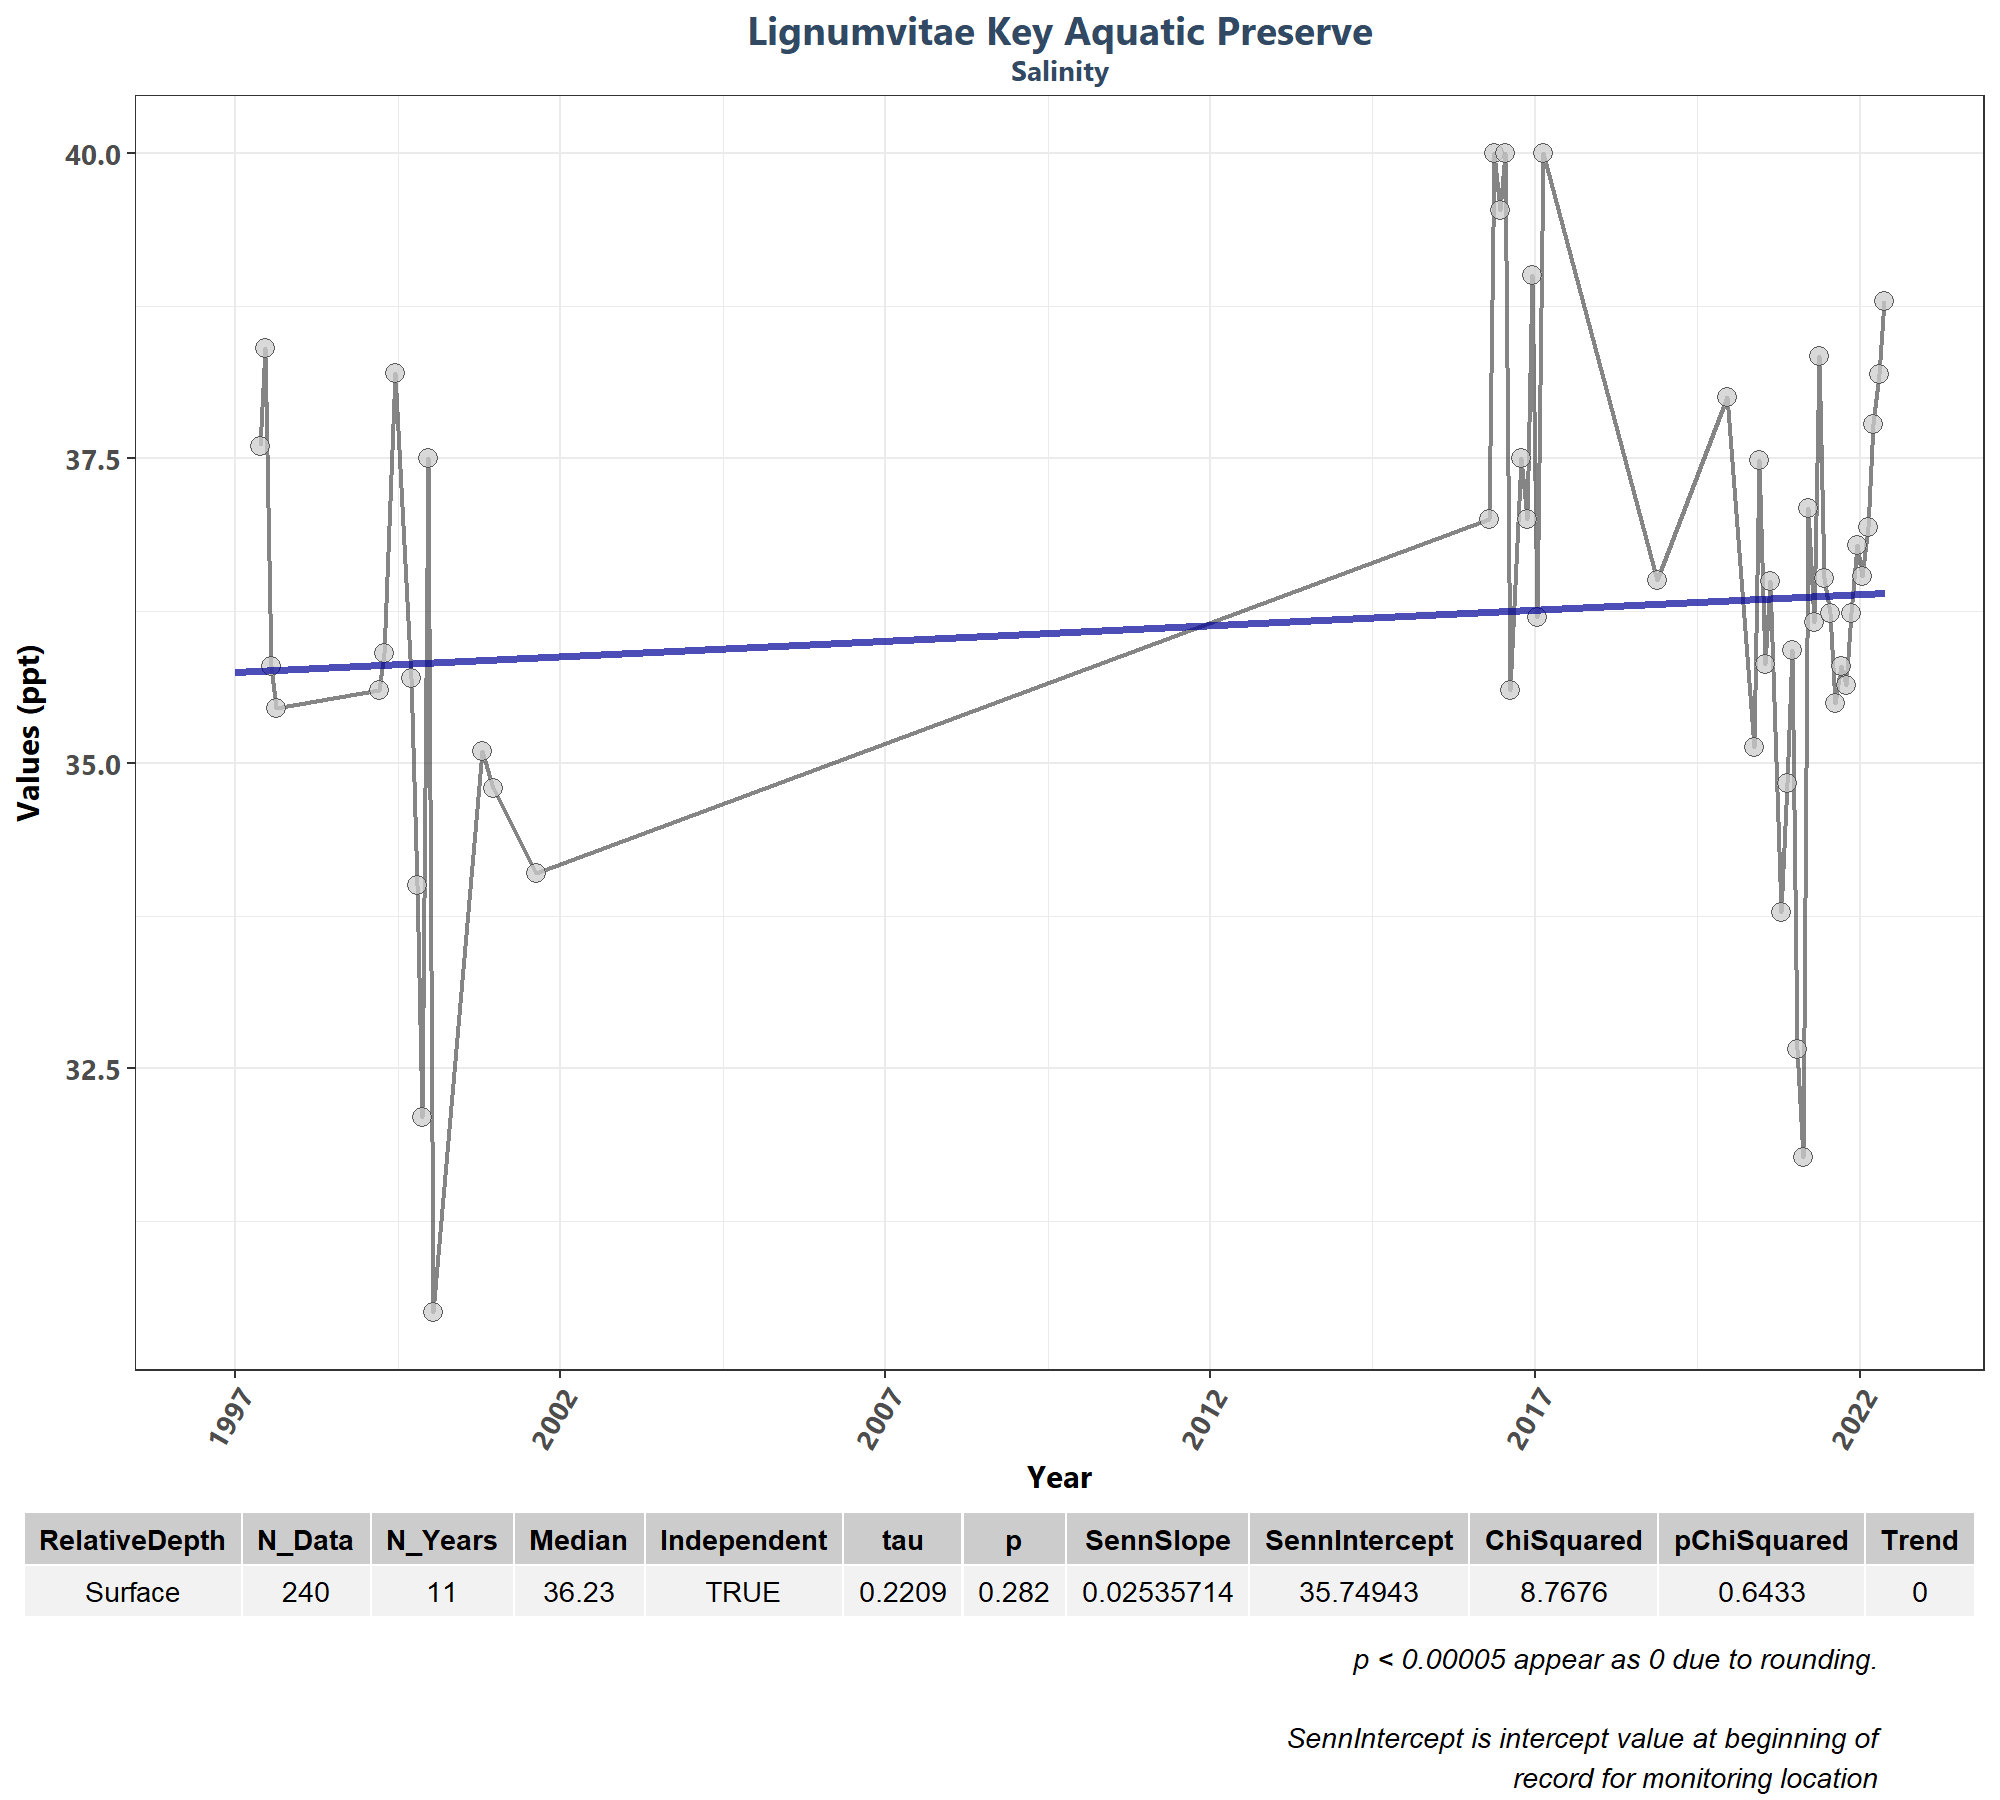 Lignumvitae Key Aquatic Preserve
Salinity
40.0
37.5
35.0
32.5
Values (ppt)
1997 2002 2007 2012 2017 2022
Year
RelativeDepth N_Data N_Years Median Independent tau p SennSlope SennIntercept ChiSquared pChiSquared Trend
Surface 240 11 36.23 TRUE 0.2209 0.282 0.02535714 35.74943 8.7676 0.6433 0
p < 0.00005 appear as 0 due to rounding.
SennIntercept is intercept value at beginning of
record for monitoring location